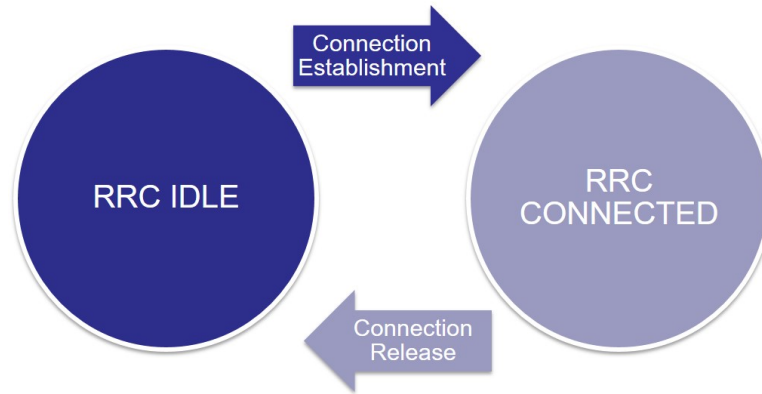 Connection
Establishment
RRC IDLE
RRC
CONNECTED
Connection
Release